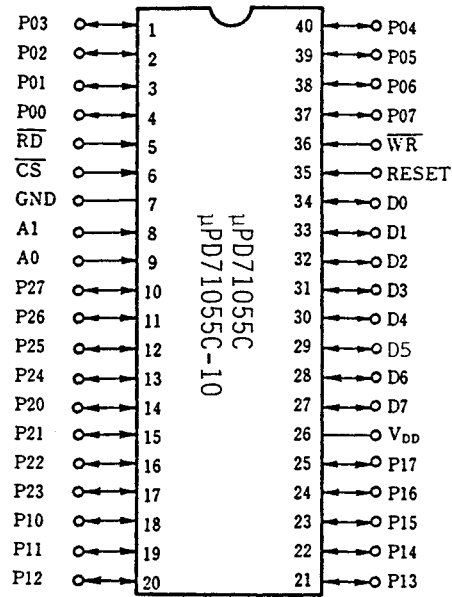 P03 1 40 P04
P02 2 39 P05
P01 3 38 P06
P00 4 37 P07
R̅D̅ 5 36 W̅R̅
C̅S̅ 6 35 RESET
GND 7 34 D0
A1 8 33 D1
A0 9 32 D2
P27 10 31 D3
P26 11 30 D4
P25 12 29 D5
P24 13 28 D6
P20 14 27 D7
P21 15 26 VDD
P22 16 25 P17
P23 17 24 P16
P10 18 23 P15
P11 19 22 P14
P12 20 21 P13
µPD71055C
µPD71055C-10